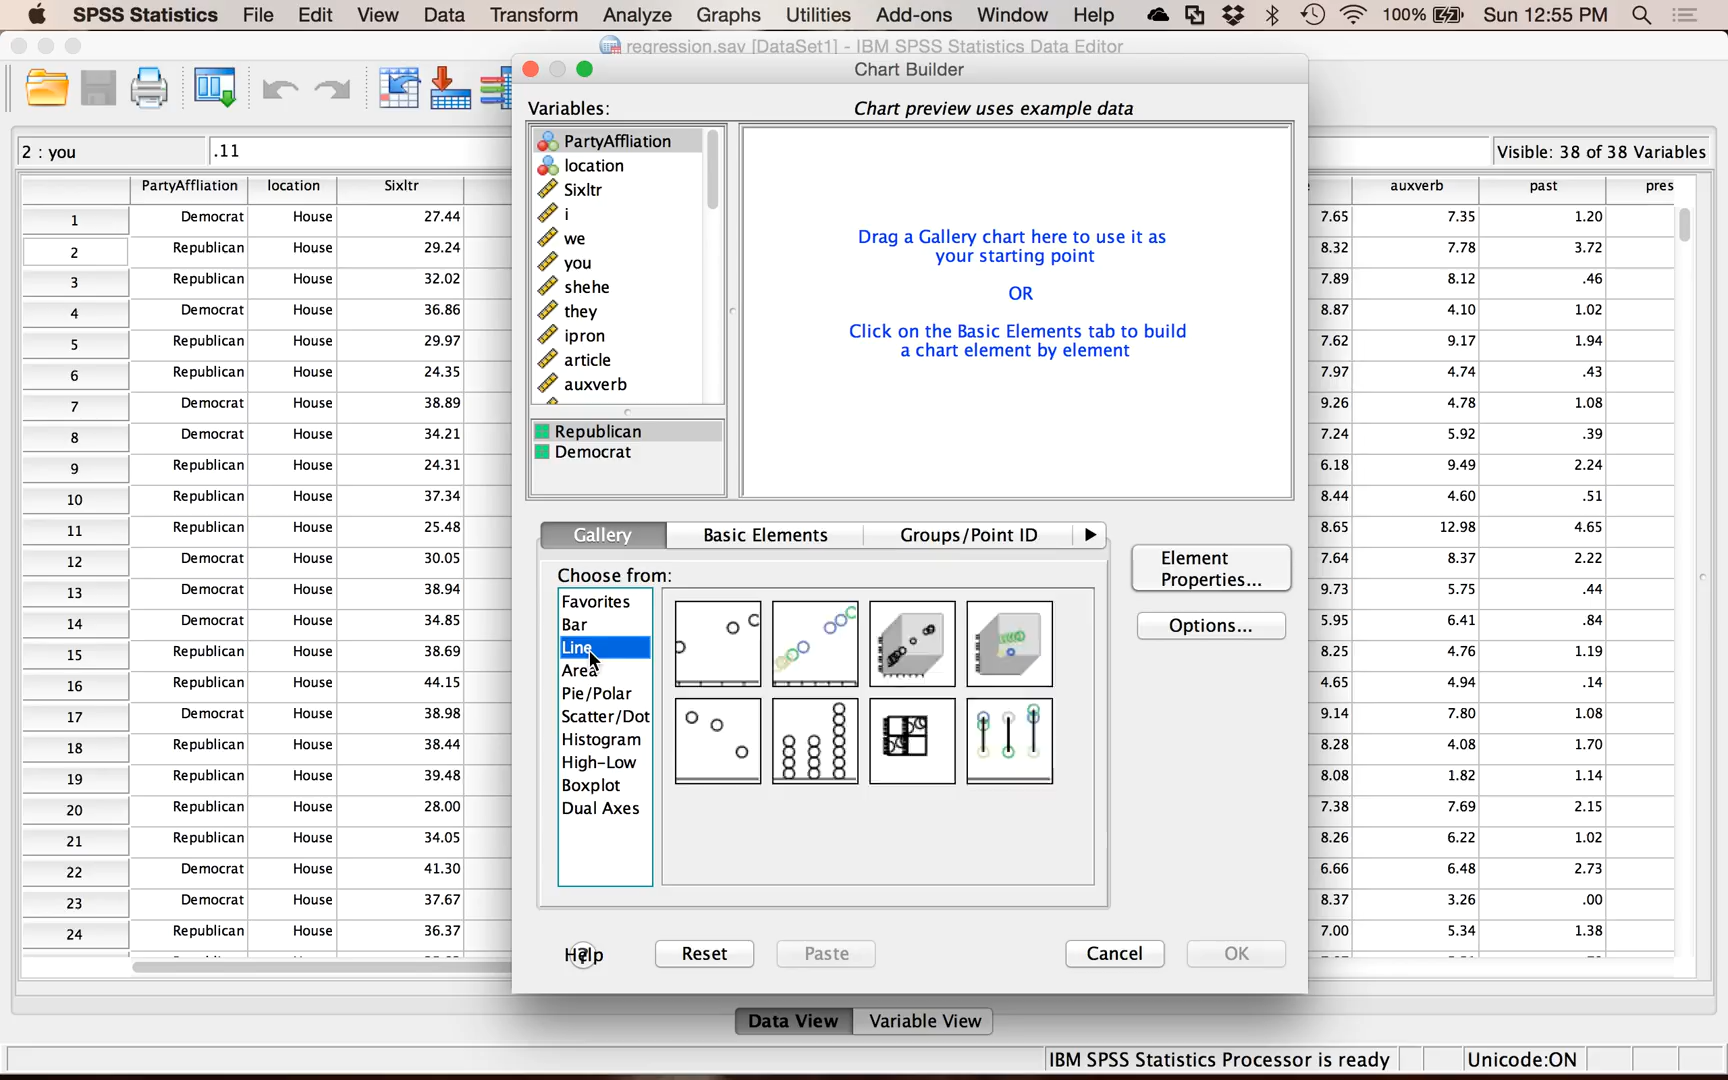 SPSS Statistics File Edit View Data Transform Analyze Graphs Utilities Add-ons Window Help 100% Sun 12:55 PM
regression.sav [DataSet1] - IBM SPSS Statistics Data Editor
Chart Builder
Variables: Chart preview uses example data
2 : you .11 Visible: 38 of 38 Variables
PartyAffliation
location
Sixltr
i
we
you
shehe
they
ipron
article
auxverb
Republican
Democrat
Drag a Gallery chart here to use it as
your starting point
OR
Click on the Basic Elements tab to build
a chart element by element
Gallery Basic Elements Groups/Point ID
Choose from:
Favorites
Bar
Line
Area
Pie/Polar
Scatter/Dot
Histogram
High-Low
Boxplot
Dual Axes
Element
Properties...
Options...
Help Reset Paste Cancel OK
PartyAffliation location Sixltr auxverb past pres
1 Democrat House 27.44 7.65 7.35 1.20
2 Republican House 29.24 8.32 7.78 3.72
3 Republican House 32.02 7.89 8.12 .46
4 Democrat House 36.86 8.87 4.10 1.02
5 Republican House 29.97 7.62 9.17 1.94
6 Republican House 24.35 7.97 4.74 .43
7 Democrat House 38.89 9.26 4.78 1.08
8 Democrat House 34.21 7.24 5.92 .39
9 Republican House 24.31 6.18 9.49 2.24
10 Republican House 37.34 8.44 4.60 .51
11 Republican House 25.48 8.65 12.98 4.65
12 Democrat House 30.05 7.64 8.37 2.22
13 Democrat House 38.94 9.73 5.75 .44
14 Democrat House 34.85 5.95 6.41 .84
15 Republican House 38.69 8.25 4.76 1.19
16 Republican House 44.15 4.65 4.94 .14
17 Democrat House 38.98 9.14 7.80 1.08
18 Republican House 38.44 8.28 4.08 1.70
19 Republican House 39.48 8.08 1.82 1.14
20 Republican House 28.00 7.38 7.69 2.15
21 Republican House 34.05 8.26 6.22 1.02
22 Democrat House 41.30 6.66 6.48 2.73
23 Democrat House 37.67 8.37 3.26 .00
24 Republican House 36.37 7.00 5.34 1.38
Data View Variable View
IBM SPSS Statistics Processor is ready Unicode:ON